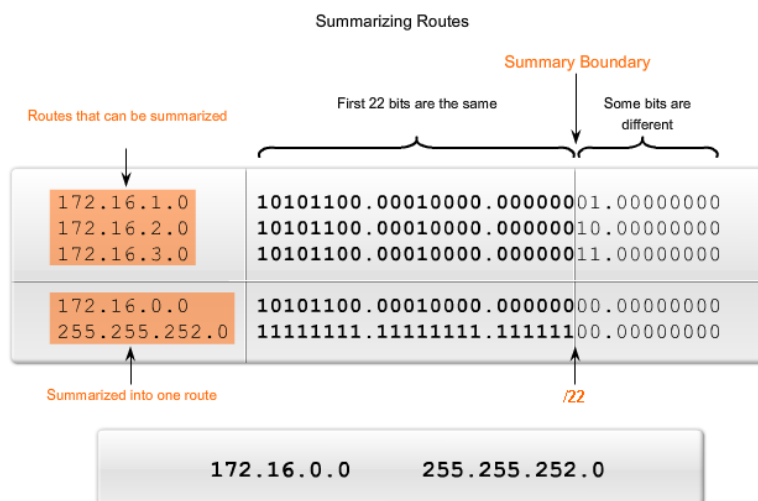 Summarizing Routes
Summary Boundary
Routes that can be summarized
First 22 bits are the same
Some bits are
different
172.16.1.0 10101100.00010000.00000001.00000000
172.16.2.0 10101100.00010000.00000010.00000000
172.16.3.0 10101100.00010000.00000011.00000000
172.16.0.0 10101100.00010000.00000000.00000000
255.255.252.0 11111111.11111111.11111100.00000000
Summarized into one route
/22
172.16.0.0 255.255.252.0